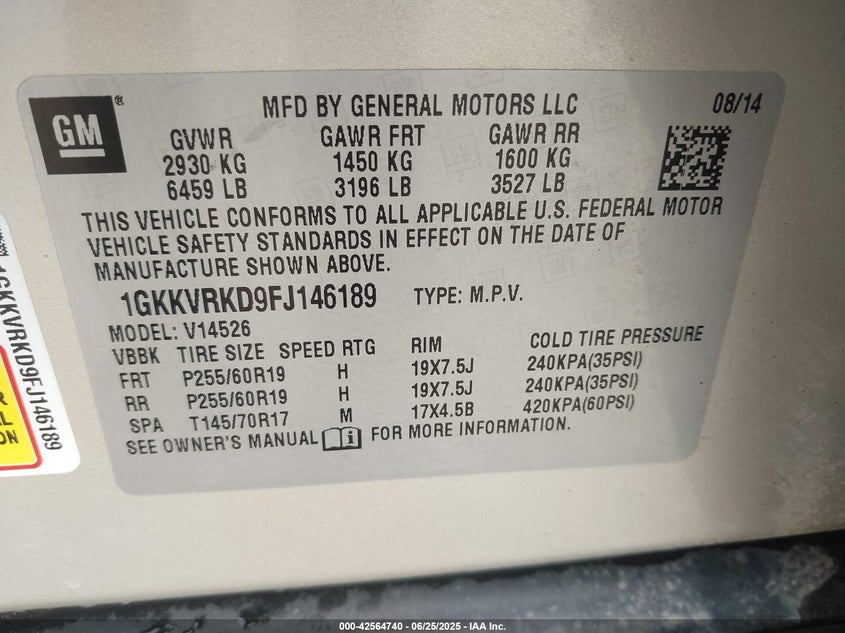 GM®
MFD BY GENERAL MOTORS LLC 08/14
GVWR GAWR FRT GAWR RR
2930 KG 1450 KG 1600 KG
6459 LB 3196 LB 3527 LB
THIS VEHICLE CONFORMS TO ALL APPLICABLE U.S. FEDERAL MOTOR
VEHICLE SAFETY STANDARDS IN EFFECT ON THE DATE OF
MANUFACTURE SHOWN ABOVE.
1GKKVRKD9FJ146189 TYPE: M.P.V.
MODEL: V14526
VBBK TIRE SIZE SPEED RTG RIM COLD TIRE PRESSURE
FRT P255/60R19 H 19X7.5J 240KPA(35PSI)
RR P255/60R19 H 19X7.5J 240KPA(35PSI)
SPA T145/70R17 M 17X4.5B 420KPA(60PSI)
SEE OWNER'S MANUAL FOR MORE INFORMATION.
1GKKVRKD9FJ146189
000-42564740 - 06/25/2025 - IAA Inc.